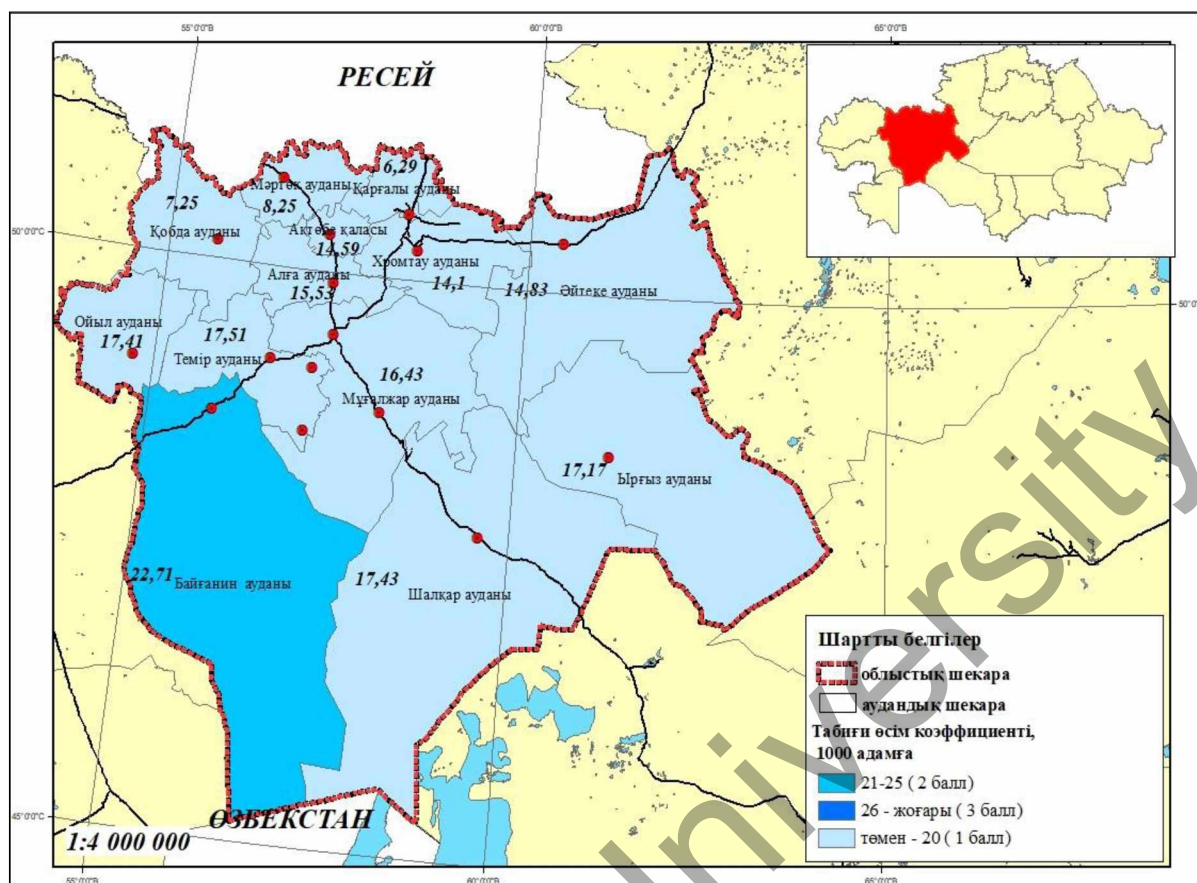 55°0'0"В
60°0'0"В
65°0'0"В
РЕСЕЙ
6,29
Мәртөк ауданы
Қарғалы ауданы
7,25
8,25
50°0'0"С
Қобда ауданы
Ақтөбе қаласы
14,59
Хромтау ауданы
Алға ауданы
14,1
14,83
Әйтеке ауданы
15,53
50°0'
Ойыл ауданы
17,51
17,41
Темір ауданы
16,43
Мұғалжар ауданы
17,17
Ырғыз ауданы
22,71
Байғанин ауданы
17,43
Шалқар ауданы
Шартты белгілер
облыстық шекара
аудандық шекара
Табиғи өсім коэффициенті,
1000 адамға
21-25 ( 2 балл)
26 - жоғары ( 3 балл)
төмен - 20 ( 1 балл)
45°0'0"С
ӨЗБЕКСТАН
1:4 000 000
55°0'0"В
60°0'0"В
65°0'0"В
University